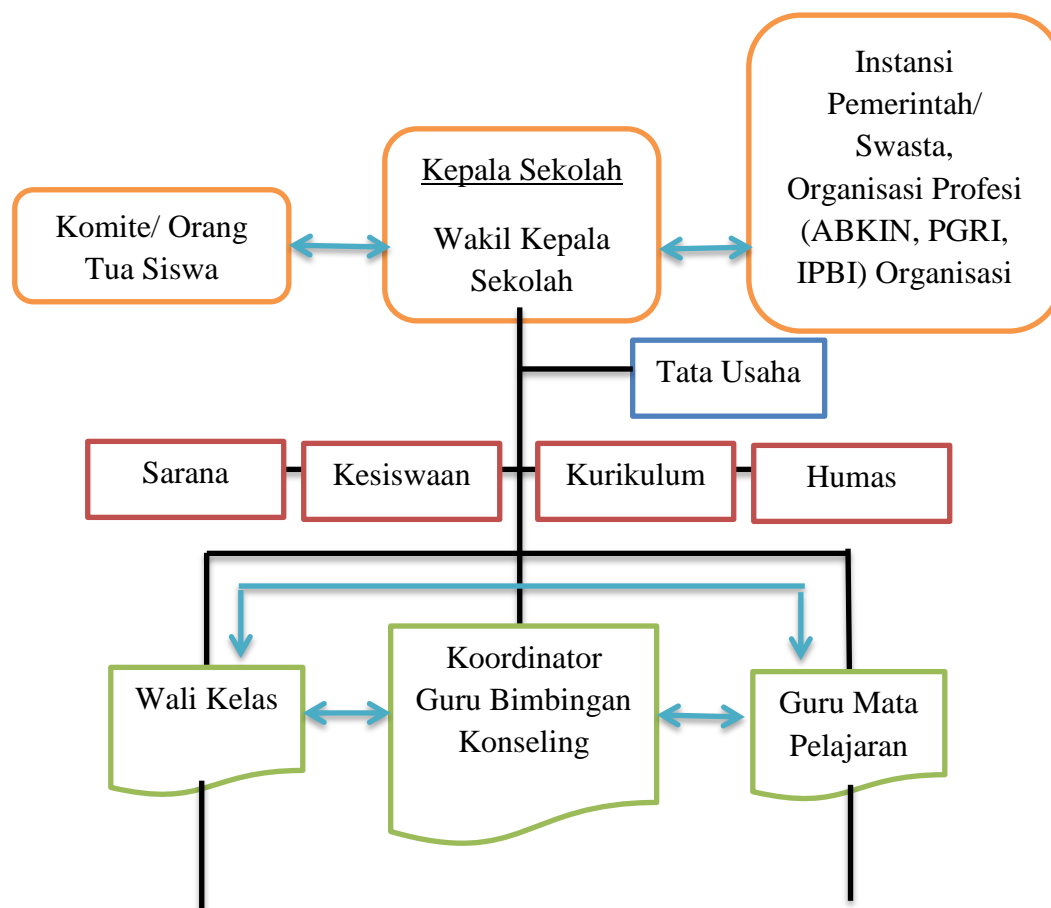 Instansi
Pemerintah/
Swasta,
Organisasi Profesi
(ABKIN, PGRI,
IPBI) Organisasi
Kepala Sekolah
Wakil Kepala
Sekolah
Komite/ Orang
Tua Siswa
Tata Usaha
Sarana
Kesiswaan
Kurikulum
Humas
Wali Kelas
Koordinator
Guru Bimbingan
Konseling
Guru Mata
Pelajaran